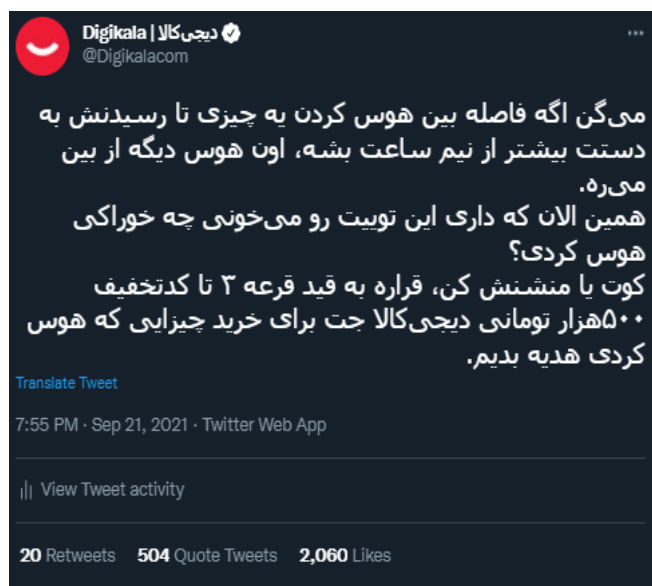 دیجی‌کالا | Digikala
@Digikalacom
می‌گن اگه فاصله بین هوس کردن یه چیزی تا رسیدنش به
دستت بیشتر از نیم ساعت بشه، اون هوس دیگه از بین
می‌ره.
همین الان که داری این توییت رو می‌خونی چه خوراکی
هوس کردی؟
کوت یا منشنش کن، قراره به قید قرعه ۳ تا کدتخفیف
۵۰۰هزار تومانی دیجی‌کالا جت برای خرید چیزایی که هوس
کردی هدیه بدیم.
Translate Tweet
7:55 PM · Sep 21, 2021 · Twitter Web App
View Tweet activity
20 Retweets 504 Quote Tweets 2,060 Likes